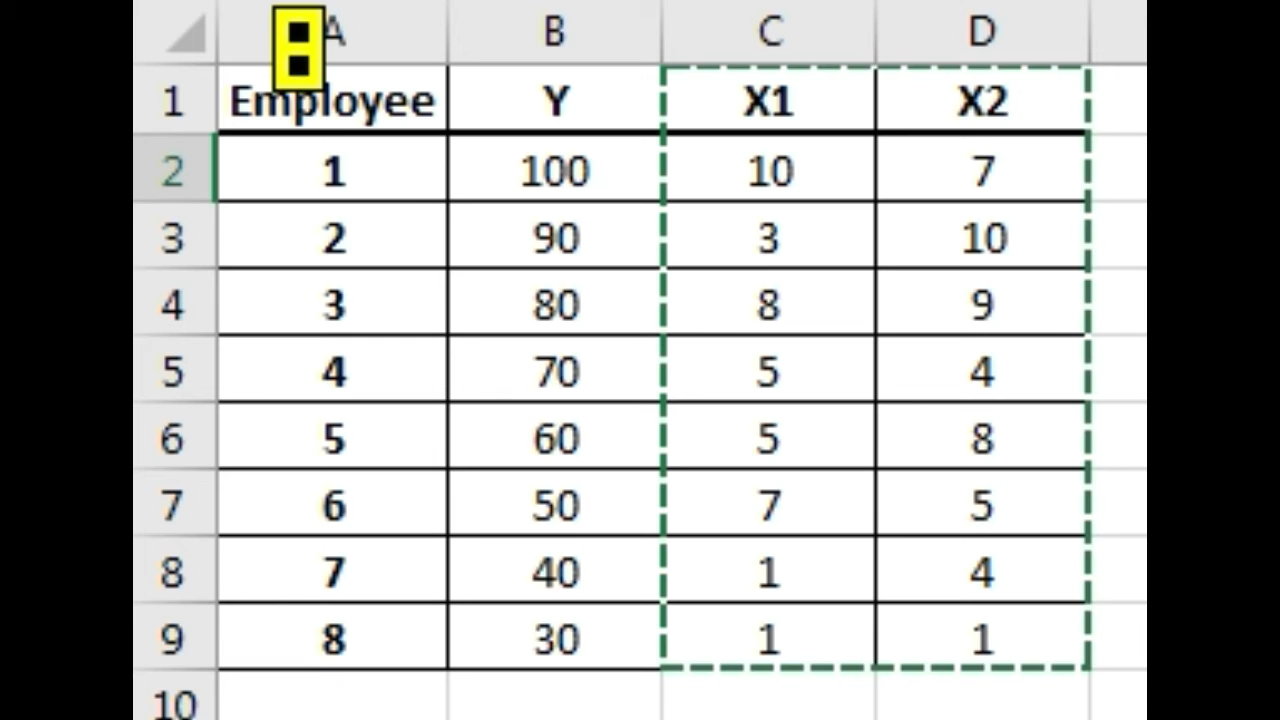 A B C D
1 Employee Y X1 X2
2 1 100 10 7
3 2 90 3 10
4 3 80 8 9
5 4 70 5 4
6 5 60 5 8
7 6 50 7 5
8 7 40 1 4
9 8 30 1 1
10